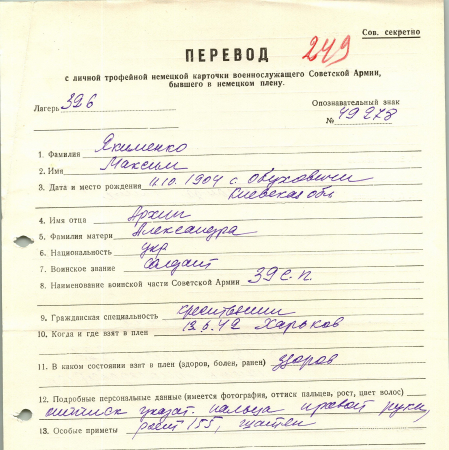 Сов. секретно
ПЕРЕВОД 249
с личной трофейной немецкой карточки военнослужащего Советской Армии,
бывшего в немецком плену.
Лагерь 326
Опознавательный знак
№ 49278
1. Фамилия Якименко
2. Имя Максим
3. Дата и место рождения 11.10.1904 с. Обуховичи
Киевская обл
4. Имя отца Архип
5. Фамилия матери Александра
6. Национальность укр
7. Воинское звание Солдат
8. Наименование воинской части Советской Армии 39 с.п.
9. Гражданская специальность крестьянин
10. Когда и где взят в плен 13.6.42 Харьков
11. В каком состоянии взят в плен (здоров, болен, ранен) здоров
12. Подробные персональные данные (имеется фотография, оттиск пальцев, рост, цвет волос)
оттиск указат. пальца правой руки,
13. Особые приметы рост 155, шатен